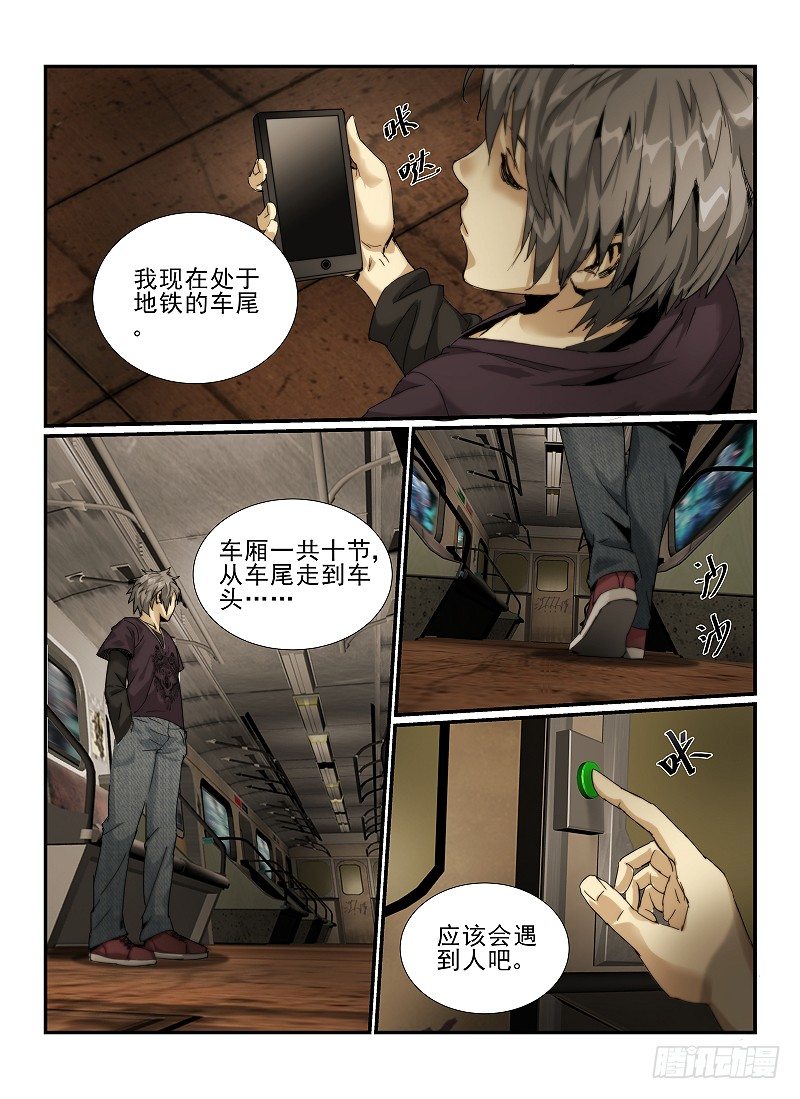 咔
哒
我现在处于
地铁的车尾
。
车厢一共十节，
从车尾走到车
头……
沙
沙
咔
应该会遇
到人吧。
腾讯动漫